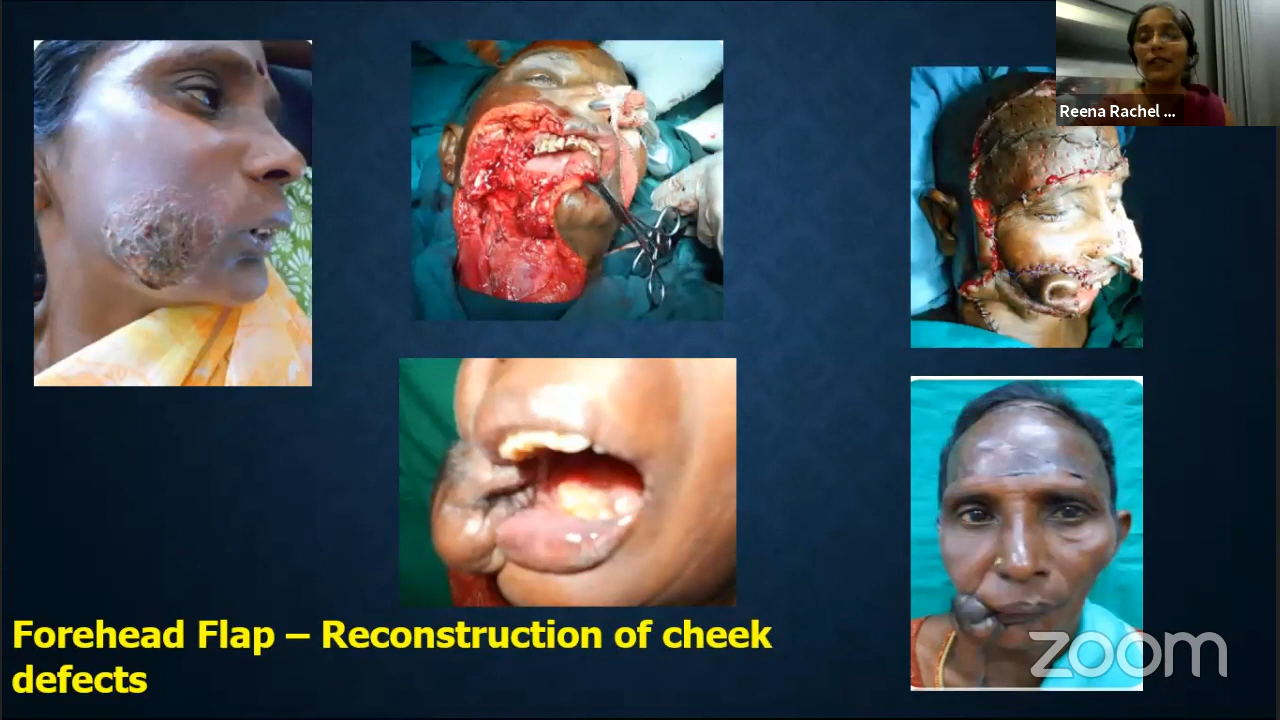 Reena Rachel ...
Forehead Flap – Reconstruction of cheek
defects
zoom